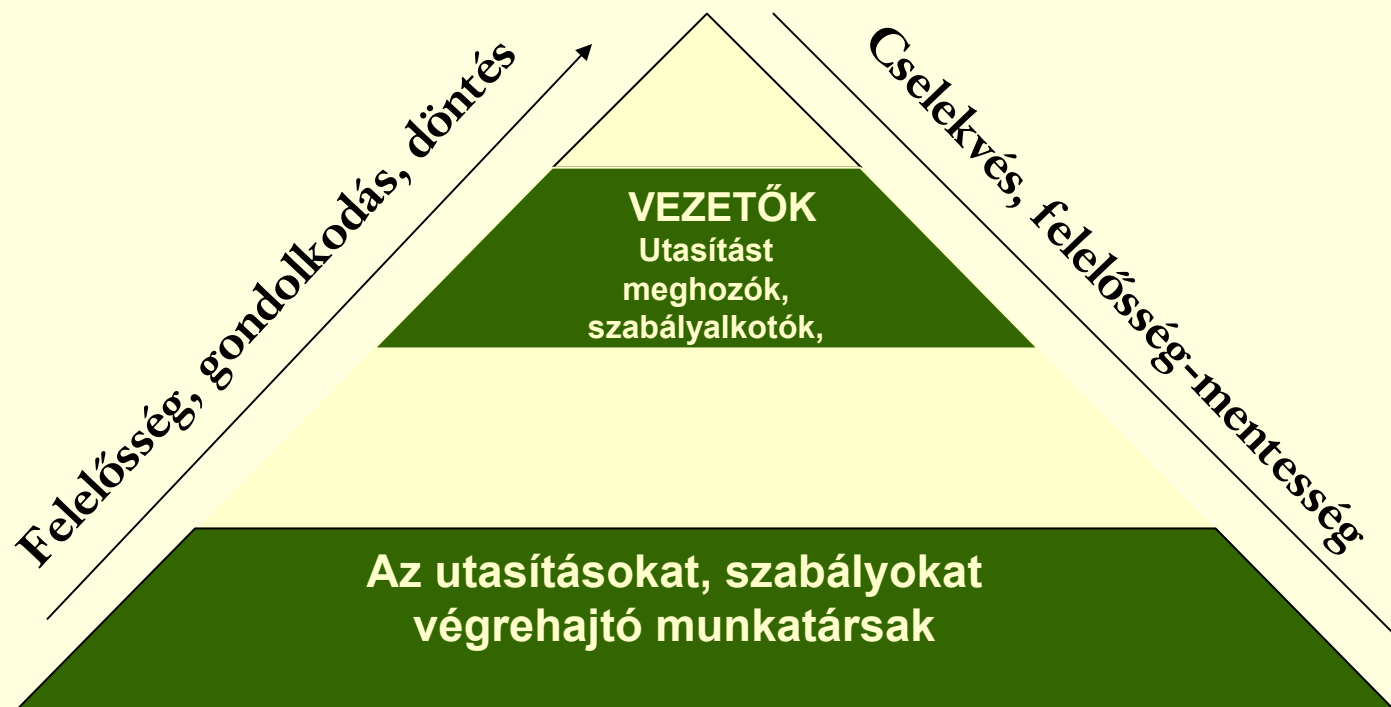 Felelősség, gondolkodás, döntés
Cselekvés, felelősség-mentesség
VEZETŐK
Utasítást
meghozók,
szabályalkotók,
Az utasításokat, szabályokat
végrehajtó munkatársak